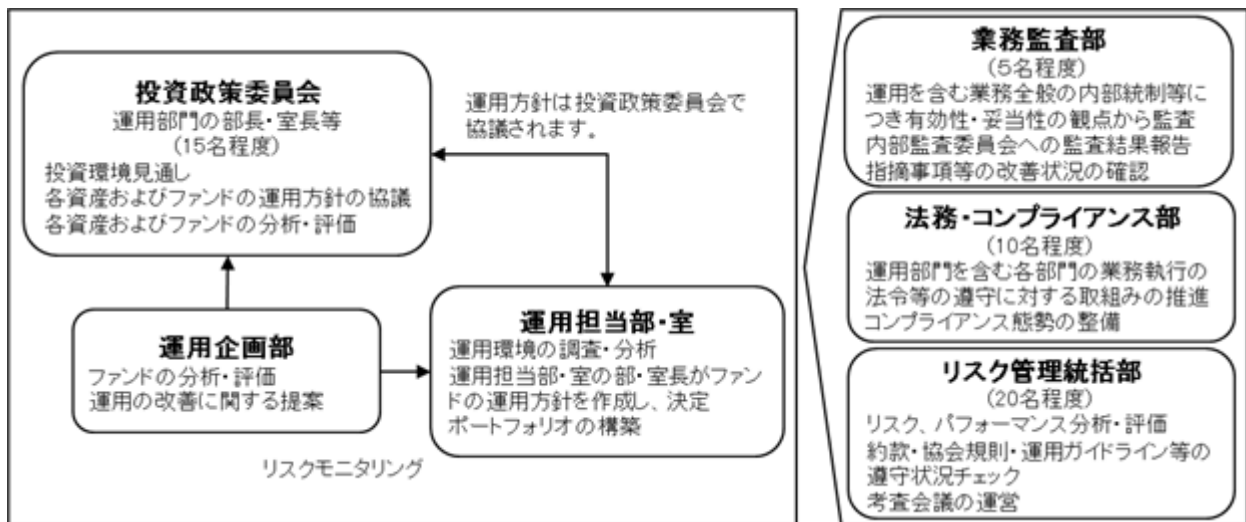 投資政策委員会
運用部門の部長・室長等
(15名程度)
投資環境見通し
各資産およびファンドの運用方針の協議
各資産およびファンドの分析・評価
運用方針は投資政策委員会で
協議されます。
運用企画部
ファンドの分析・評価
運用の改善に関する提案
運用担当部・室
運用環境の調査・分析
運用担当部・室の部・室長がファン
ドの運用方針を作成し、決定
ポートフォリオの構築
リスクモニタリング
業務監査部
(5名程度)
運用を含む業務全般の内部統制等に
つき有効性・妥当性の観点から監査
内部監査委員会への監査結果報告
指摘事項等の改善状況の確認
法務・コンプライアンス部
(10名程度)
運用部門を含む各部門の業務執行の
法令等の遵守に対する取組みの推進
コンプライアンス態勢の整備
リスク管理統括部
(20名程度)
リスク、パフォーマンス分析・評価
約款・協会規則・運用ガイドライン等の
遵守状況チェック
考査会議の運営